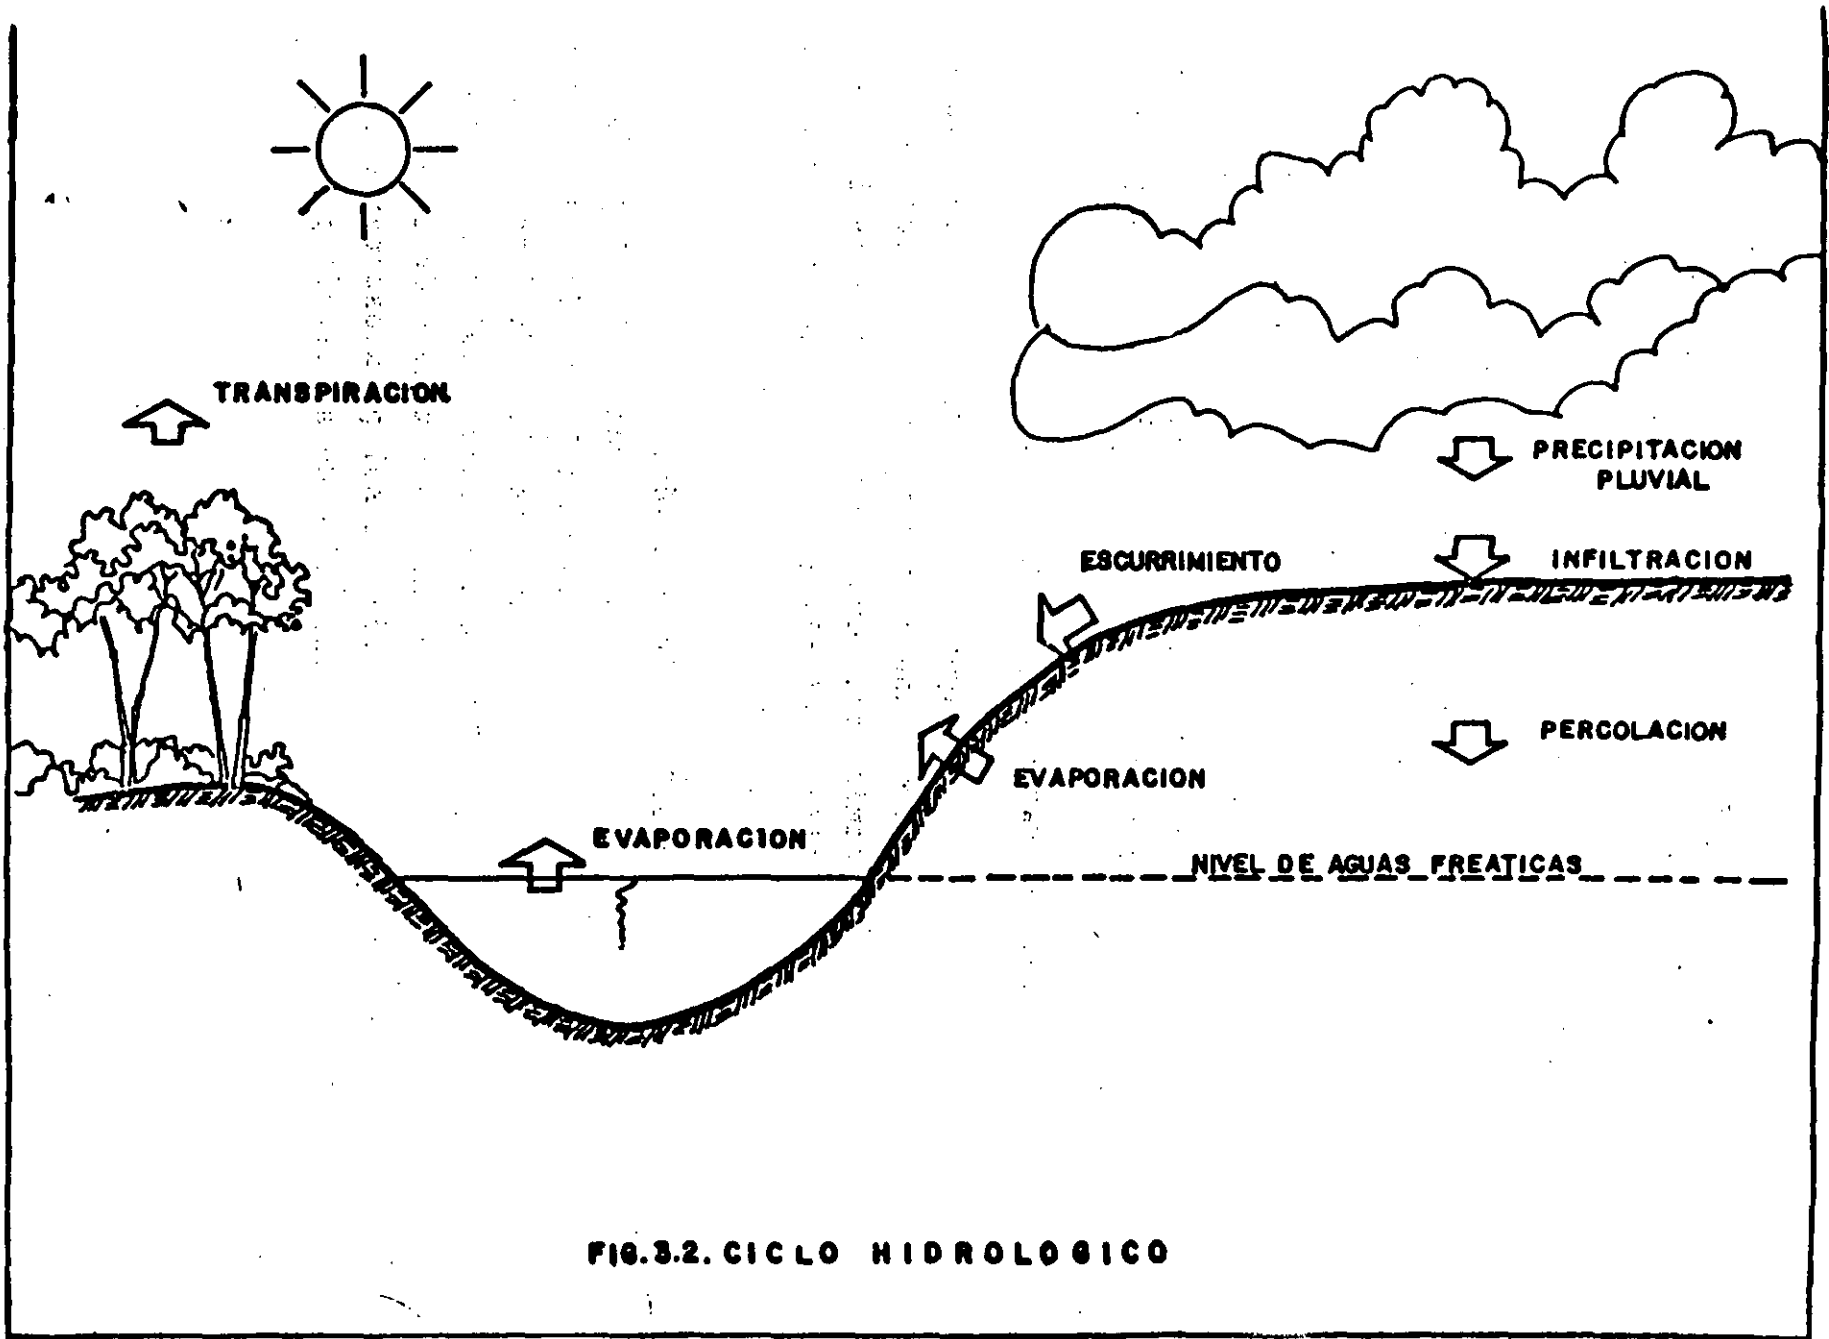 TRANSPIRACION
PRECIPITACION
PLUVIAL
ESCURRIMIENTO
INFILTRACION
PERCOLACION
EVAPORACION
EVAPORACION
NIVEL DE AGUAS FREATICAS
FIG.3.2. CICLO HIDROLOGICO